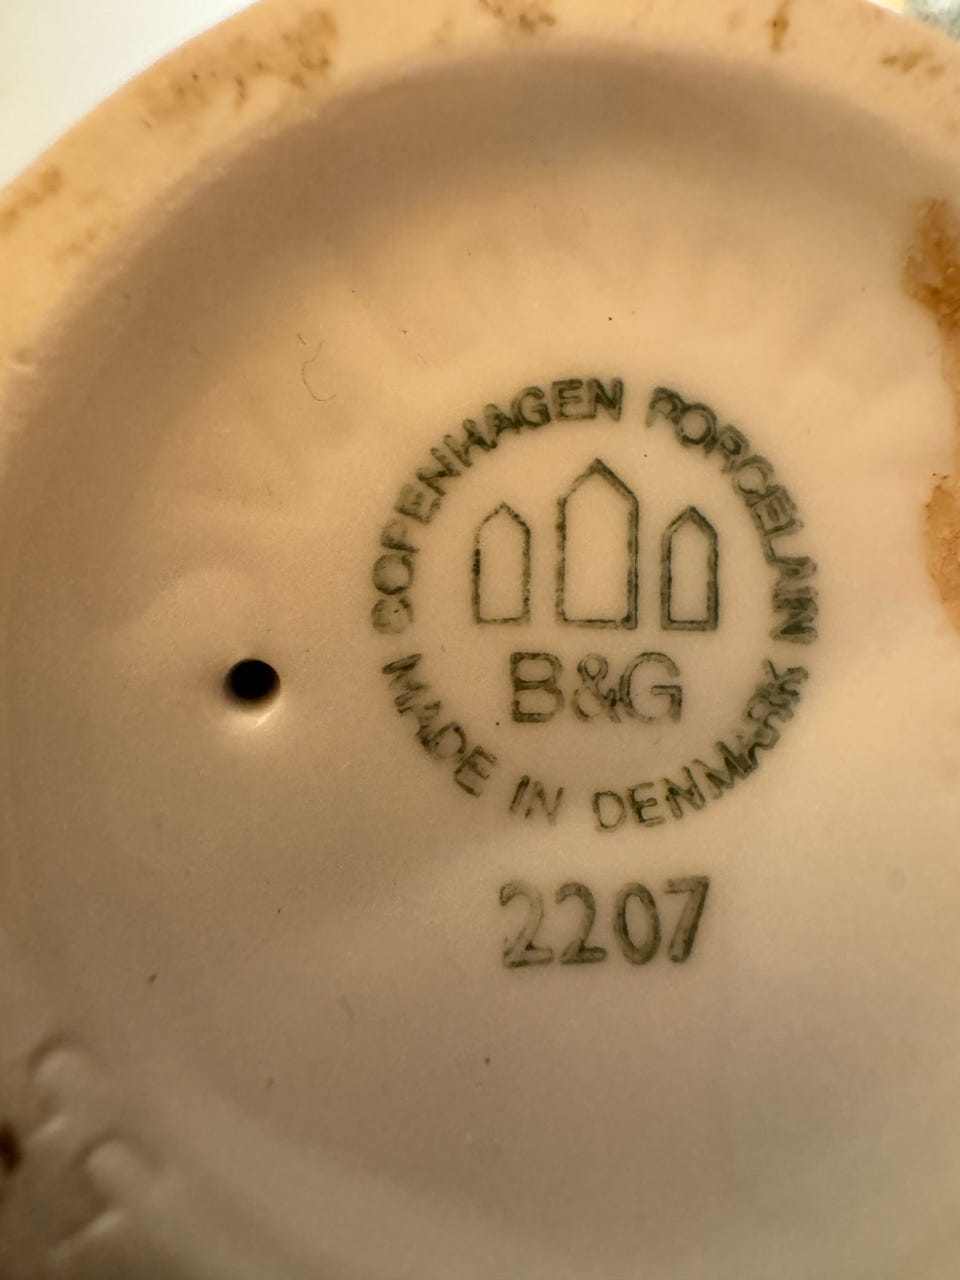 COPENHAGEN PORCELAIN
B&G
MADE IN DENMARK
2207